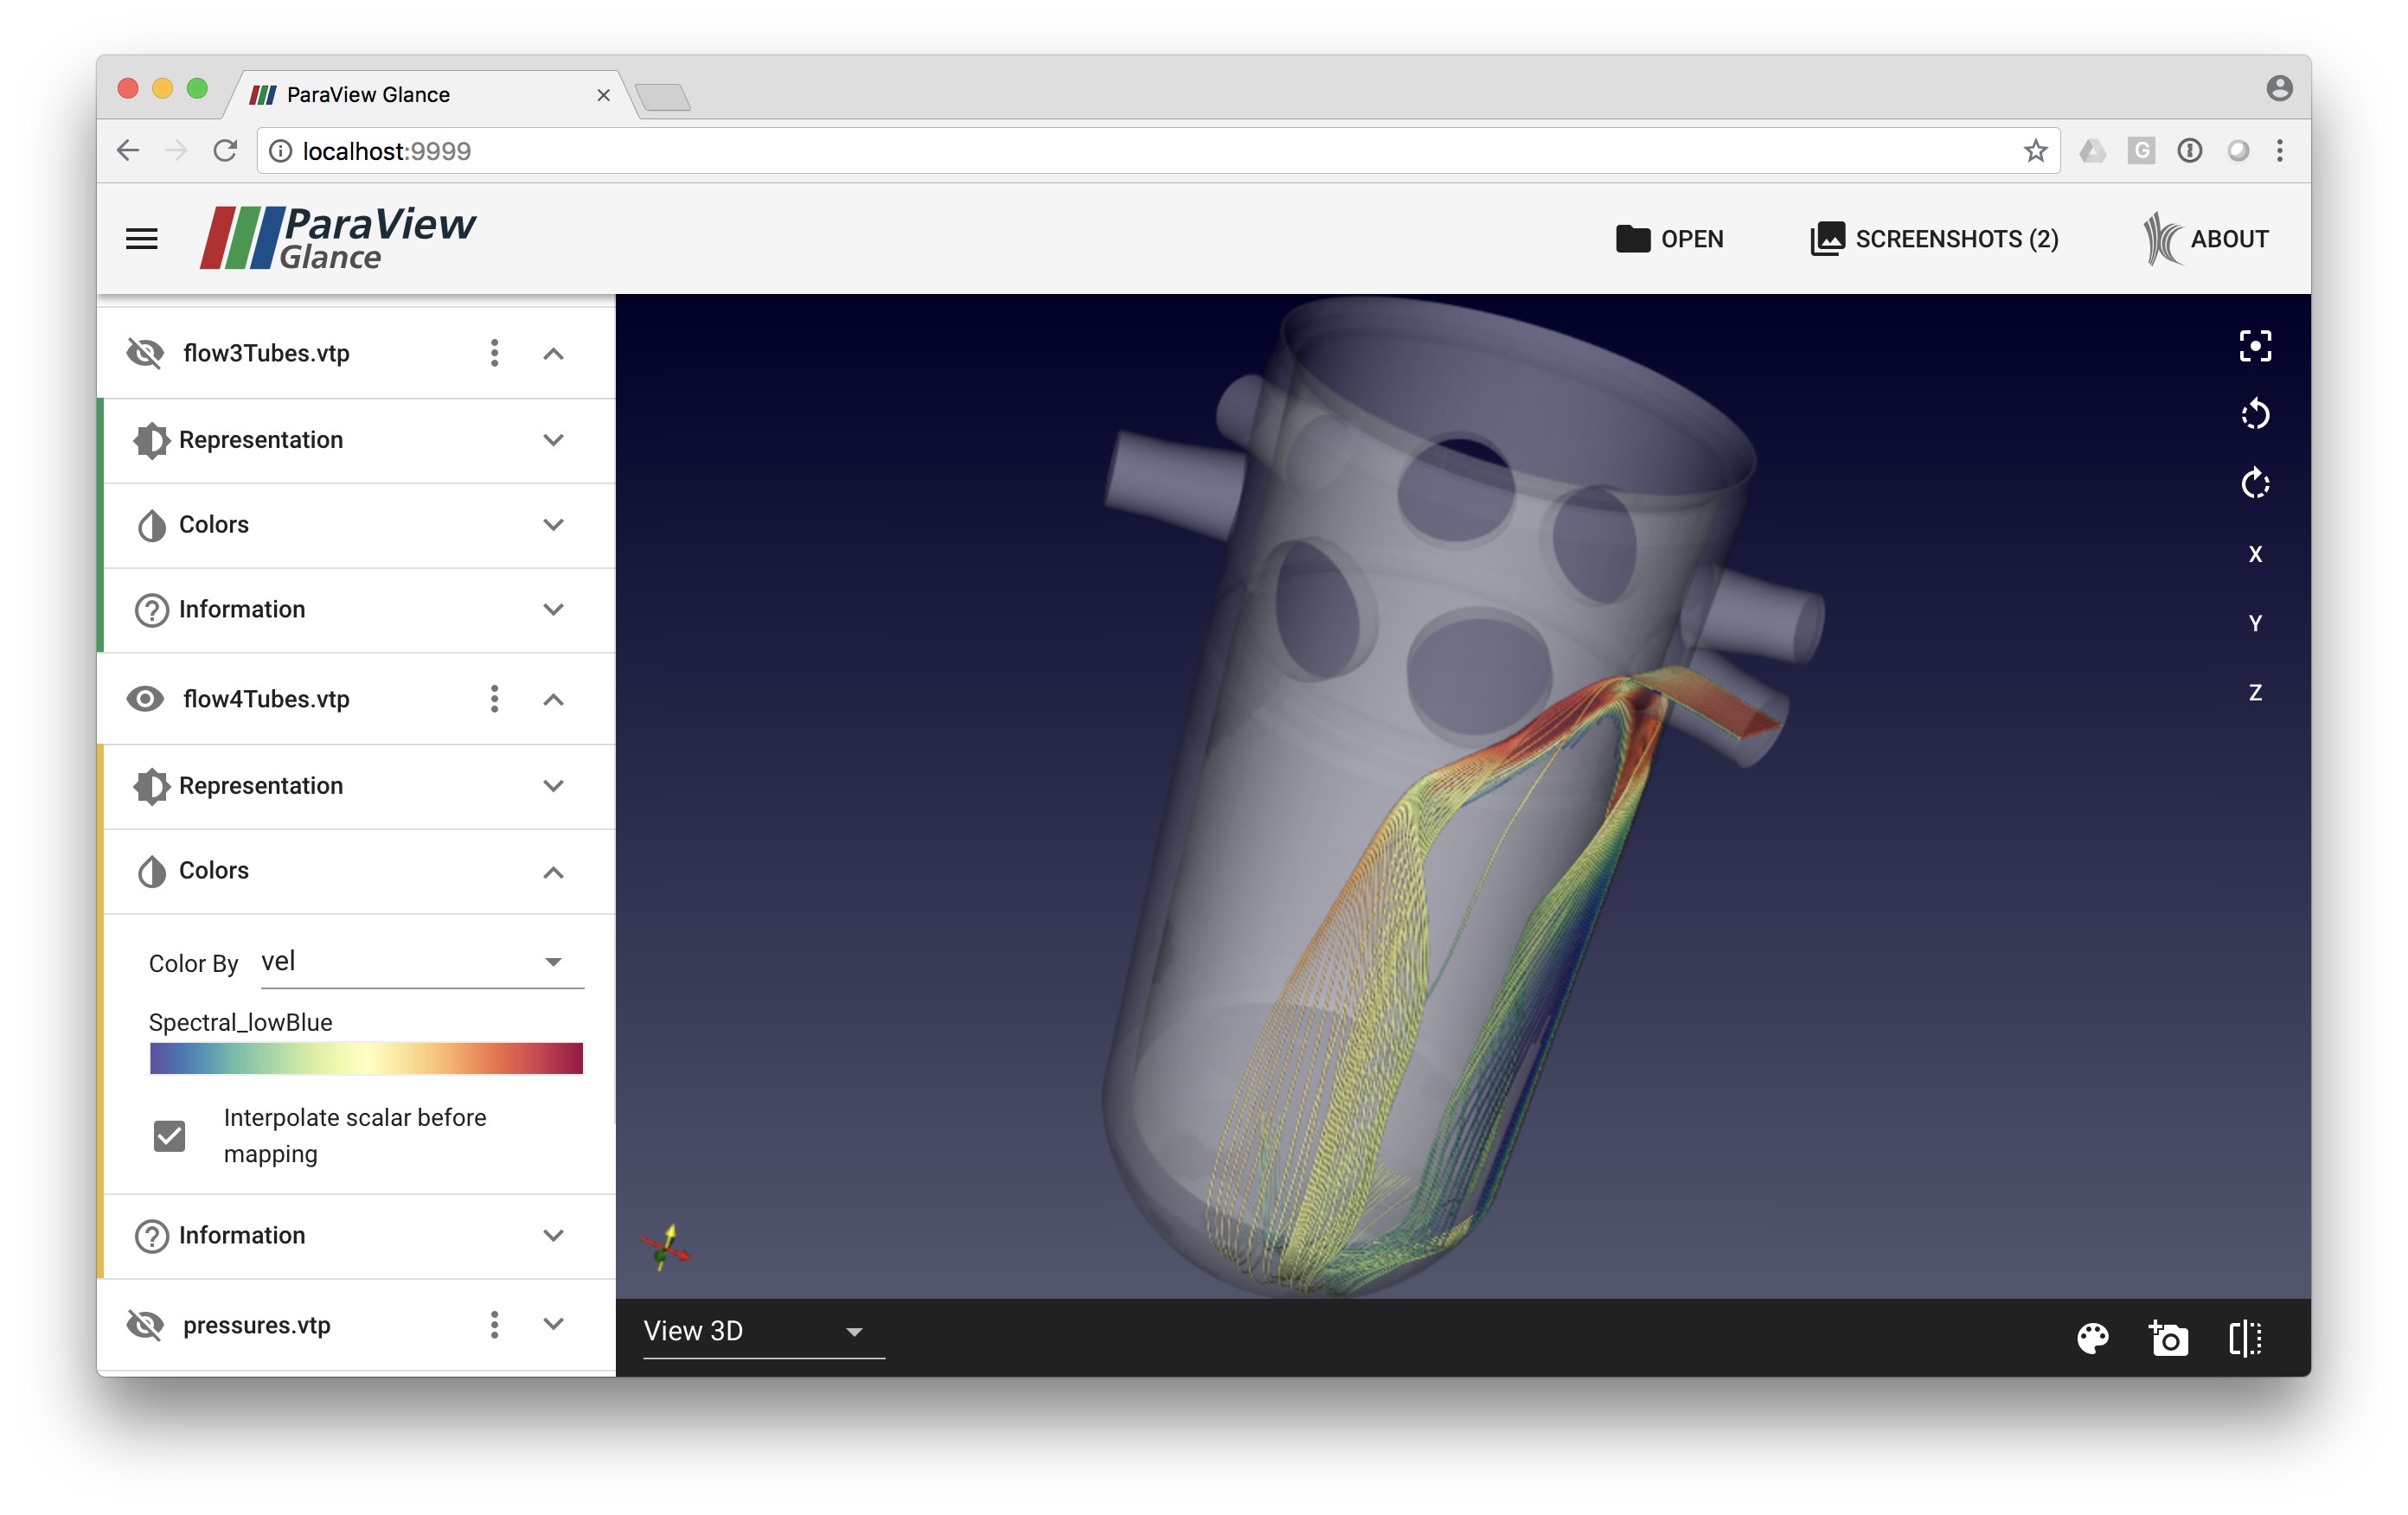 ParaView Glance
localhost:9999
ParaView
Glance
OPEN
SCREENSHOTS (2)
ABOUT
flow3Tubes.vtp
Representation
Colors
Information
flow4Tubes.vtp
Representation
Colors
Color By vel
Spectral_lowBlue
Interpolate scalar before
mapping
Information
pressures.vtp
X
Y
Z
View 3D
G